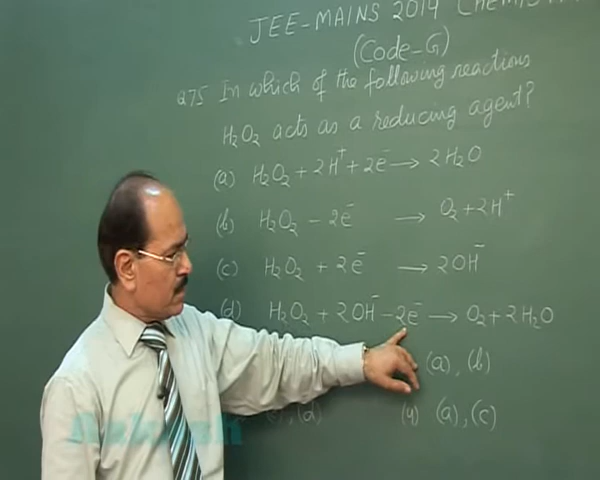 JEE-MAINS 2014
(Code-G)
Q75 In which of the following reactions
H₂O₂ acts as a reducing agent?
(a) H₂O₂ + 2H⁺ + 2e⁻ → 2H₂O
(b) H₂O₂ - 2e⁻ → O₂ + 2H⁺
(c) H₂O₂ + 2e⁻ → 2OH⁻
(d) H₂O₂ + 2OH⁻ - 2e⁻ → O₂ + 2H₂O
(a), (b)
, (d) (4) (a), (c)
Aakash